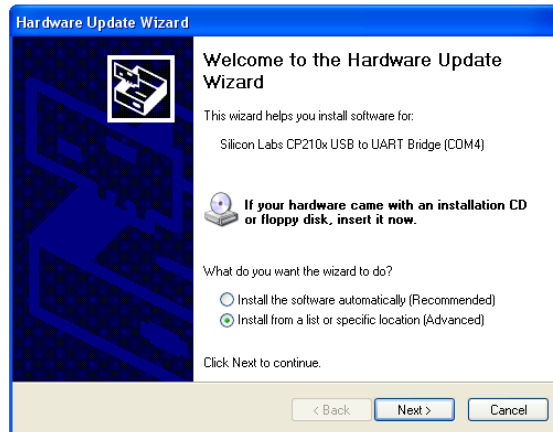 Hardware Update Wizard
Welcome to the Hardware Update
Wizard
This wizard helps you install software for:
Silicon Labs CP210x USB to UART Bridge (COM4)
If your hardware came with an installation CD
or floppy disk, insert it now.
What do you want the wizard to do?
Install the software automatically (Recommended)
Install from a list or specific location (Advanced)
Click Next to continue.
< Back Next > Cancel